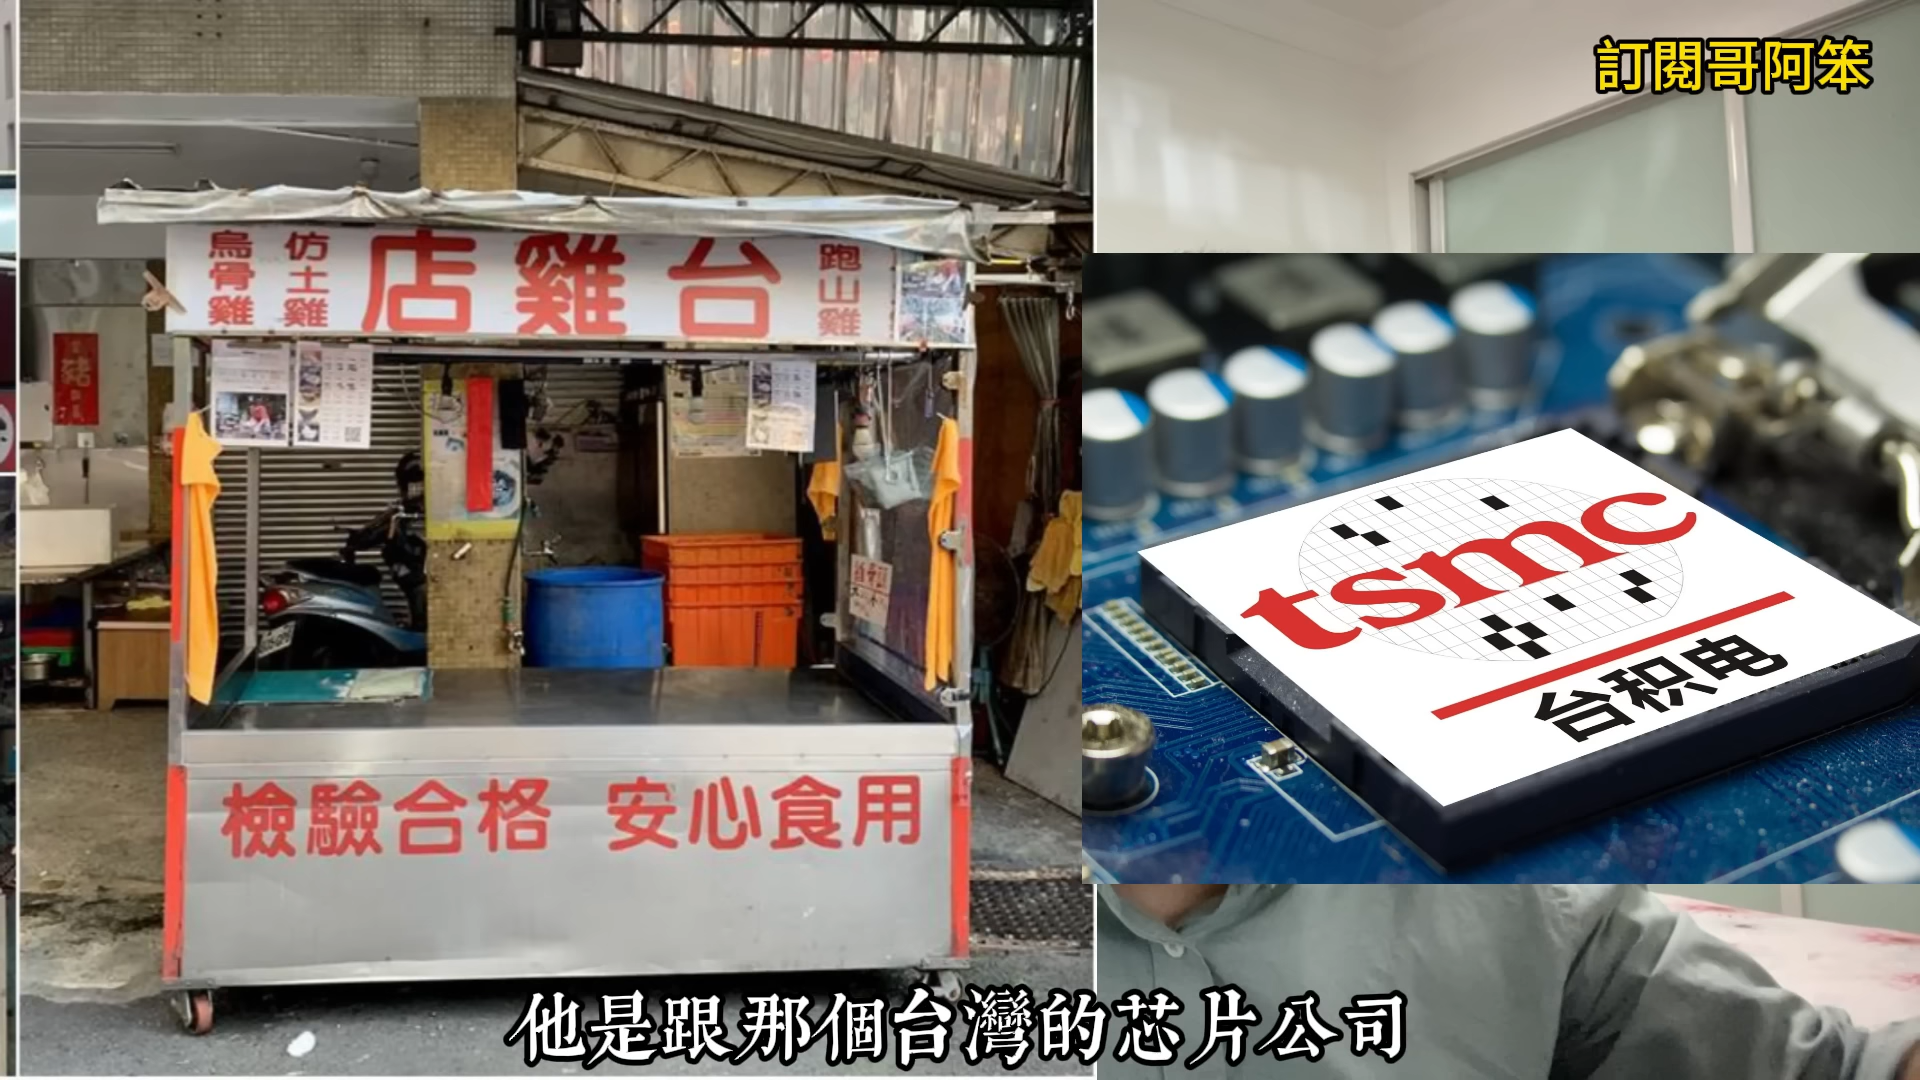 訂閱哥阿笨
烏骨雞
仿土雞
店雞台
跑山雞
tsmc
台积电
檢驗合格 安心食用
他是跟那個台灣的芯片公司